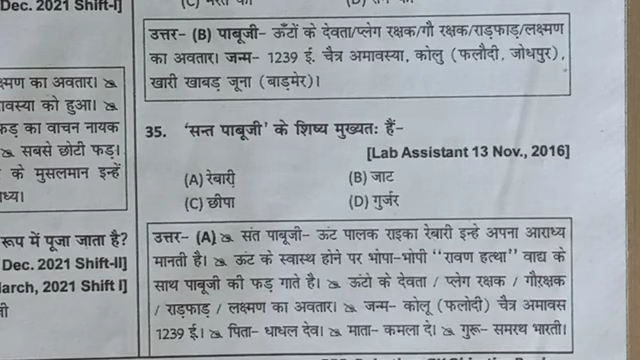 Dec. 2021 Shift-I]
उत्तर– (B) पाबूजी– ऊँटों के देवता/प्लेग रक्षक/गौ रक्षक/राड़फाड़/लक्ष्मण
का अवतार। जन्म– 1239 ई. चैत्र अमावस्या, कोलु (फलौदी, जोधपुर),
खारी खाबड़ जूना (बाड़मेर)।
क्ष्मण का अवतार।
ावस्या को हुआ।
फड़ का वाचन नायक
सबसे छोटी फड़।
के मुसलमान इन्हें
ाध्य।
35. 'सन्त पाबूजी' के शिष्य मुख्यतः हैं–
[Lab Assistant 13 Nov., 2016]
(A) रेबारी (B) जाट
(C) छीपा (D) गुर्जर
रूप में पूजा जाता है?
Dec. 2021 Shift-II]
March, 2021 Shift I]
उत्तर– (A) संत पाबूजी– ऊंट पालक राइका रेबारी इन्हे अपना आराध्य
मानती है। ऊंट के स्वास्थ होने पर भोपा-भोपी "रावण हत्था" वाद्य के
साथ पाबूजी की फड़ गाते है। ऊंटो के देवता / प्लेग रक्षक / गौरक्षक
/ राड़फाड़ / लक्ष्मण का अवतार। जन्म– कोलू (फलोदी) चैत्र अमावस
1239 ई। पिता– धाधल देव। माता– कमला दे। गुरू– समरथ भारती।